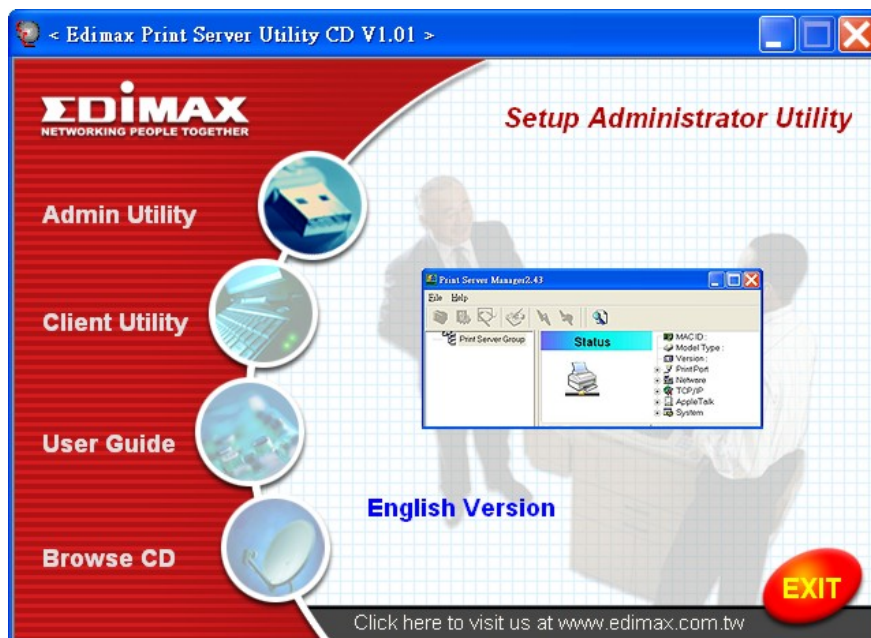 < Edimax Print Server Utility CD V1.01 >
EDIMAX
NETWORKING PEOPLE TOGETHER
Setup Administrator Utility
Admin Utility
Client Utility
User Guide
Browse CD
Print Server Manager2.43
File Help
Print Server Group
Status
MAC ID :
Model Type :
Version :
PrintPort
Netware
TCP/IP
AppleTalk
System
English Version
EXIT
Click here to visit us at www.edimax.com.tw